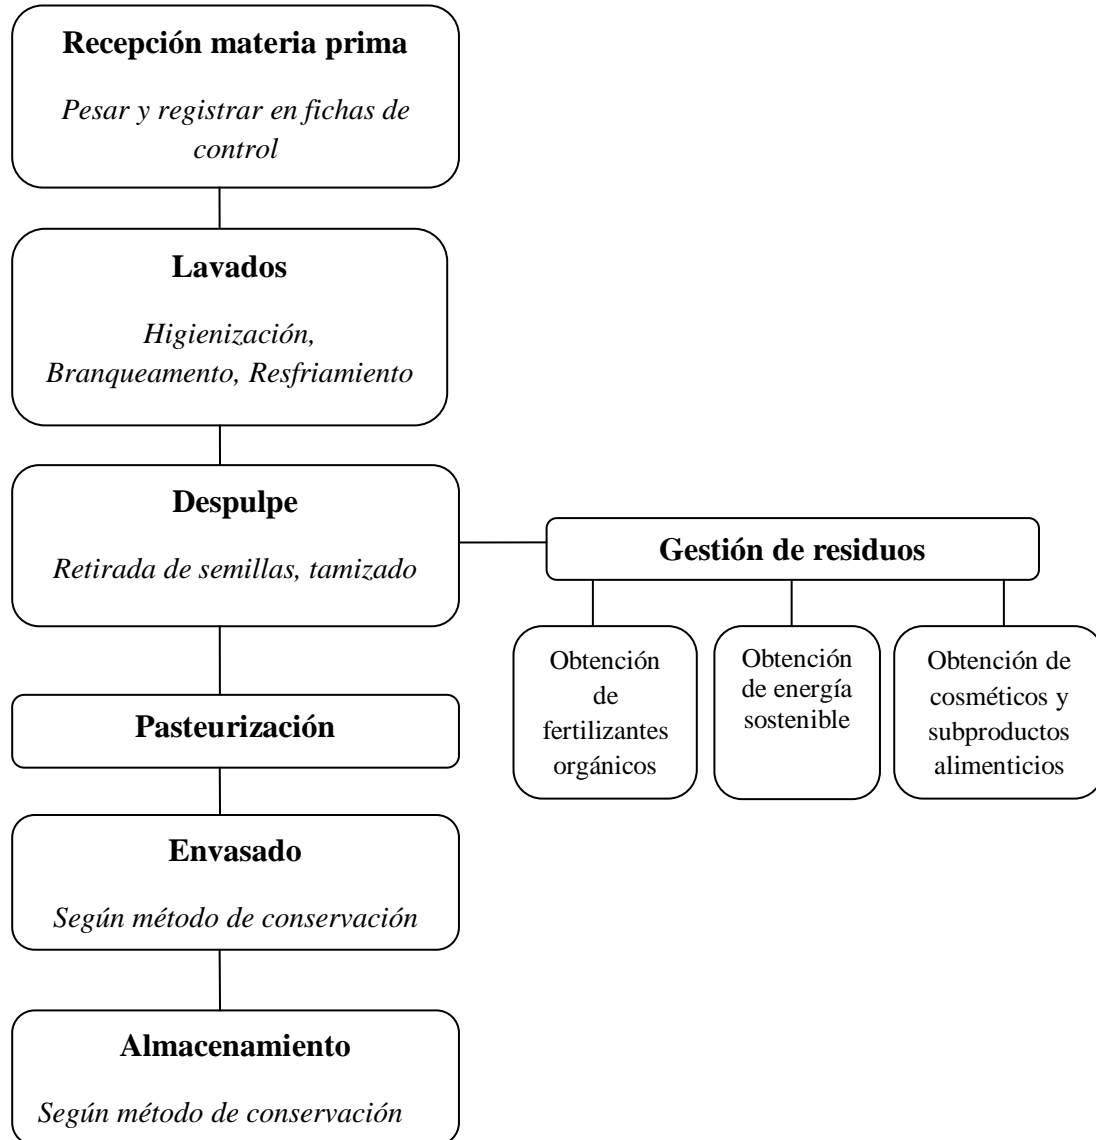 Recepción materia prima
Pesar y registrar en fichas de
control
Lavados
Higienización,
Branqueamento, Resfriamiento
Despulpe
Retirada de semillas, tamizado
Gestión de residuos
Obtención
de
fertilizantes
orgánicos
Obtención
de energía
sostenible
Obtención de
cosméticos y
subproductos
alimenticios
Pasteurización
Envasado
Según método de conservación
Almacenamiento
Según método de conservación